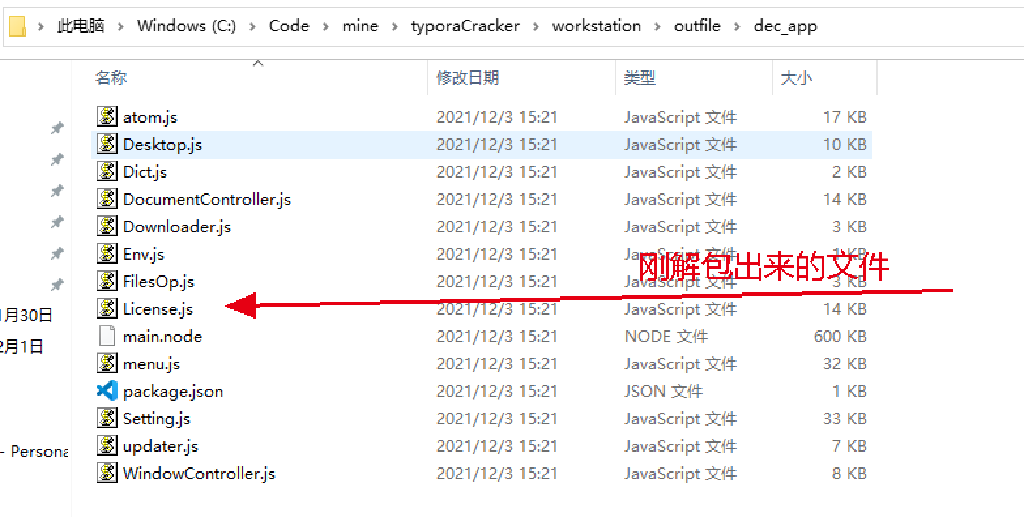 此电脑 › Windows (C:) › Code › mine › typoraCracker › workstation › outfile › dec_app
名称 修改日期 类型 大小
atom.js 2021/12/3 15:21 JavaScript 文件 17 KB
Desktop.js 2021/12/3 15:21 JavaScript 文件 10 KB
Dict.js 2021/12/3 15:21 JavaScript 文件 2 KB
DocumentController.js 2021/12/3 15:21 JavaScript 文件 14 KB
Downloader.js 2021/12/3 15:21 JavaScript 文件 3 KB
Env.js 2021/12/3 15:21 JavaScript 文件 1 KB
刚解包出来的文件
FilesOp.js 2021/12/3 15:21 JavaScript 文件 3 KB
License.js 2021/12/3 15:21 JavaScript 文件 14 KB
月30日
main.node 2021/12/3 15:21 NODE 文件 600 KB
2月1日
menu.js 2021/12/3 15:21 JavaScript 文件 32 KB
package.json 2021/12/3 15:21 JSON 文件 1 KB
Setting.js 2021/12/3 15:21 JavaScript 文件 33 KB
updater.js 2021/12/3 15:21 JavaScript 文件 7 KB
- Persona
WindowController.js 2021/12/3 15:21 JavaScript 文件 8 KB